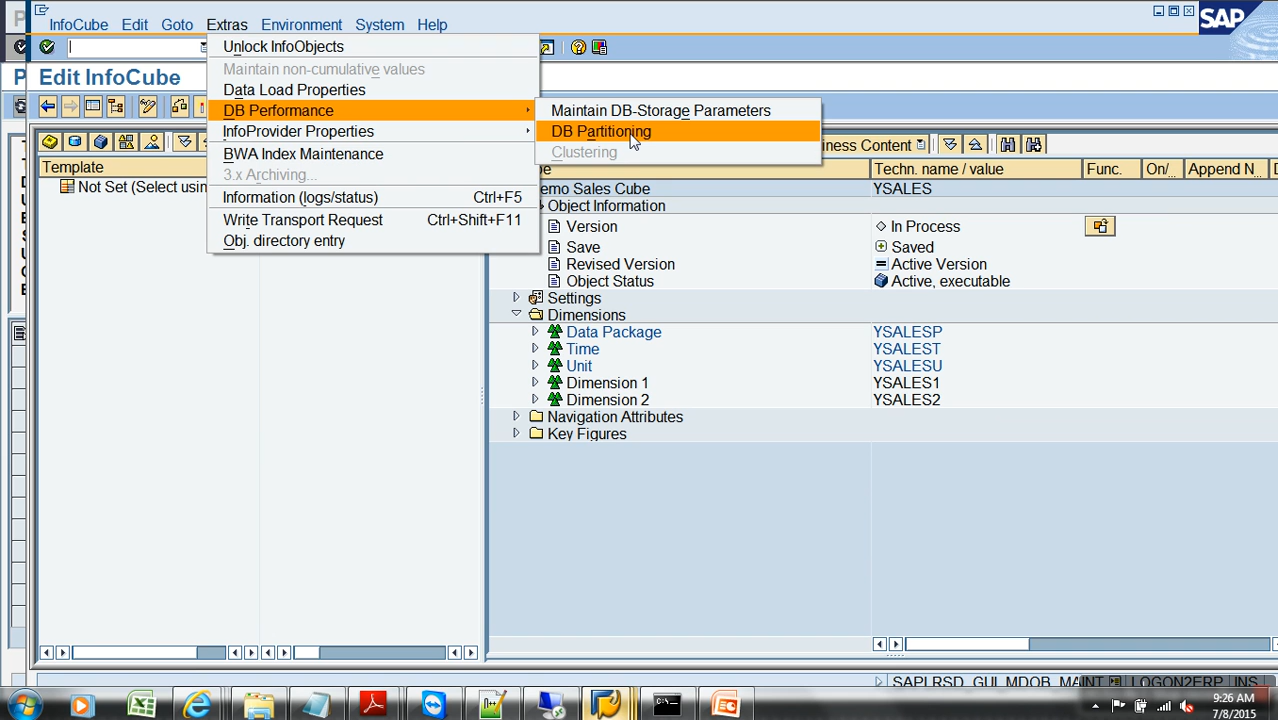 InfoCube Edit Goto Extras Environment System Help
SAP
Edit InfoCube
Unlock InfoObjects
Maintain non-cumulative values
Data Load Properties
DB Performance
InfoProvider Properties
BWA Index Maintenance
3.x Archiving...
Information (logs/status) Ctrl+F5
Write Transport Request Ctrl+Shift+F11
Obj. directory entry
Maintain DB-Storage Parameters
DB Partitioning
Clustering
iness Content
Template
Not Set (Select usin
be Techn. name / value Func. On/... Append N...
emo Sales Cube YSALES
Object Information
Version In Process
Save Saved
Revised Version Active Version
Object Status Active, executable
Settings
Dimensions
Data Package YSALESP
Time YSALEST
Unit YSALESU
Dimension 1 YSALES1
Dimension 2 YSALES2
Navigation Attributes
Key Figures
9:26 AM
7/8/2015